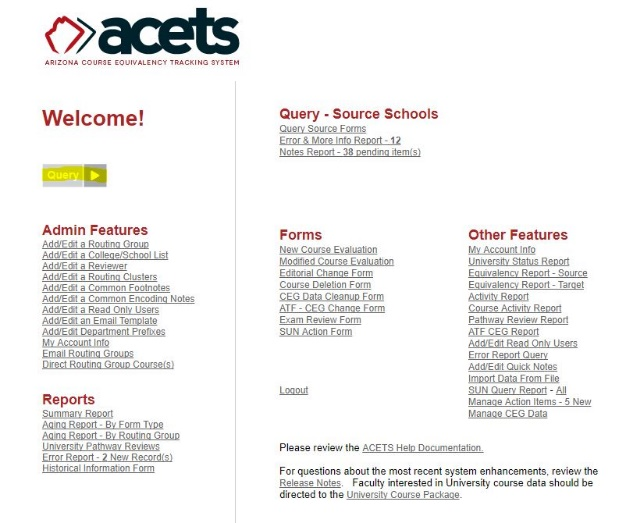 acets
ARIZONA COURSE EQUIVALENCY TRACKING SYSTEM
Welcome!
Query
Admin Features
Add/Edit a Routing Group
Add/Edit a College/School List
Add/Edit a Reviewer
Add/Edit a Routing Clusters
Add/Edit a Common Footnotes
Add/Edit a Common Encoding Notes
Add/Edit a Read Only Users
Add/Edit an Email Template
Add/Edit Department Prefixes
My Account Info
Email Routing Groups
Direct Routing Group Course(s)
Reports
Summary Report
Aging Report - By Form Type
Aging Report - By Routing Group
University Pathway Reviews
Error Report - 2 New Record(s)
Historical Information Form
Query - Source Schools
Query Source Forms
Error & More Info Report - 12
Notes Report - 38 pending item(s)
Forms
New Course Evaluation
Modified Course Evaluation
Editorial Change Form
Course Deletion Form
CEG Data Cleanup Form
ATF - CEG Change Form
Exam Review Form
SUN Action Form
Logout
Other Features
My Account Info
University Status Report
Equivalency Report - Source
Equivalency Report - Target
Activity Report
Course Activity Report
Pathway Review Report
ATF CEG Report
Add/Edit Read Only Users
Error Report Query
Add/Edit Quick Notes
Import Data From File
SUN Query Report - All
Manage Action Items - 5 New
Manage CEG Data
Please review the ACETS Help Documentation.
For questions about the most recent system enhancements, review the
Release Notes. Faculty interested in University course data should be
directed to the University Course Package.